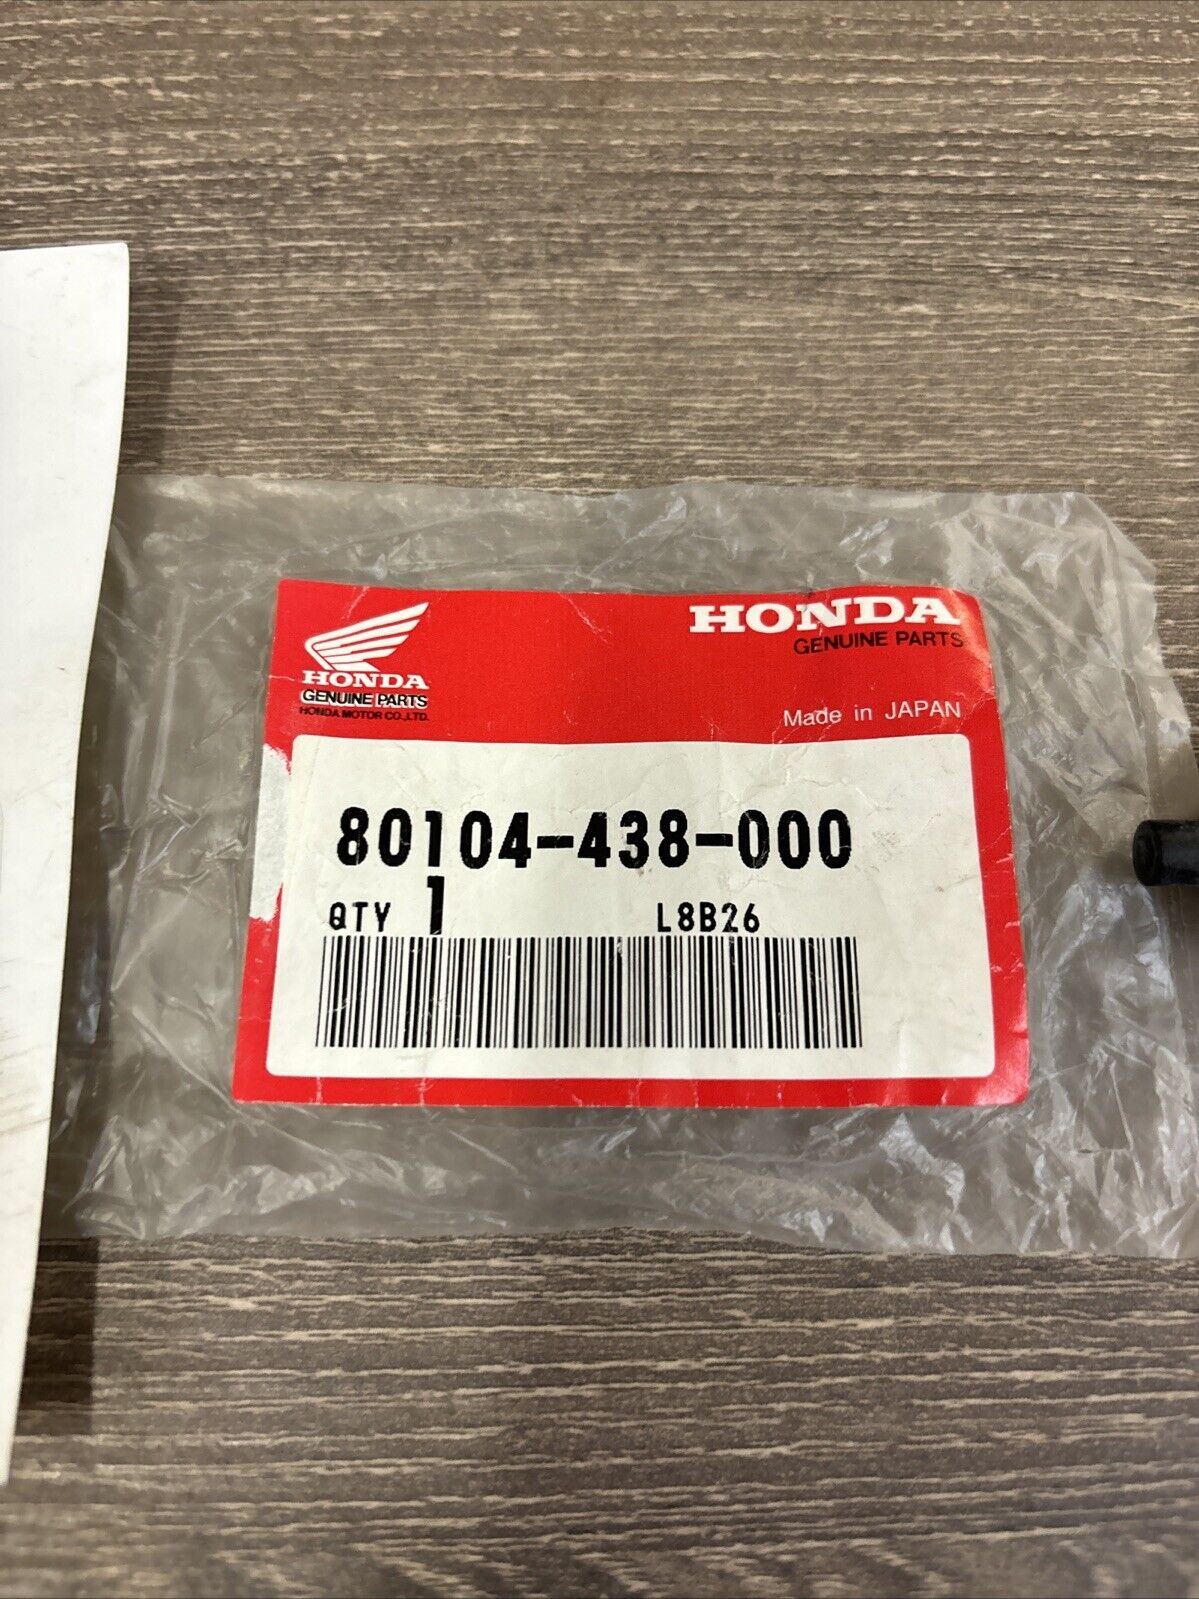 HONDA
GENUINE PARTS
HONDA MOTOR CO.,LTD.
HONDA
GENUINE PARTS
Made in JAPAN
80104-438-000
QTY 1 L8B26